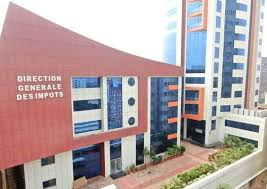 DIRECTION
GENERALE
DES IMPOTS